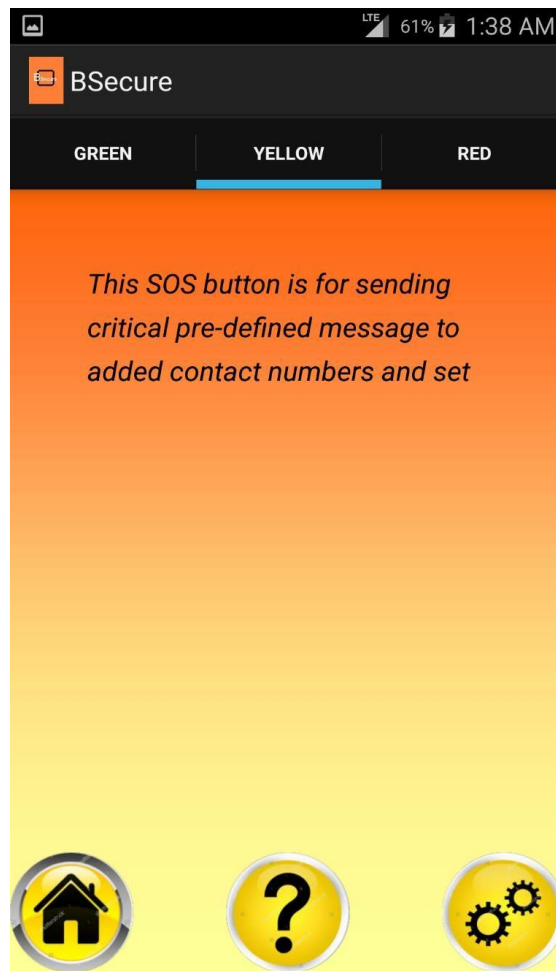 LTE 61% 1:38 AM
BSecure
GREEN YELLOW RED
This SOS button is for sending
critical pre-defined message to
added contact numbers and set